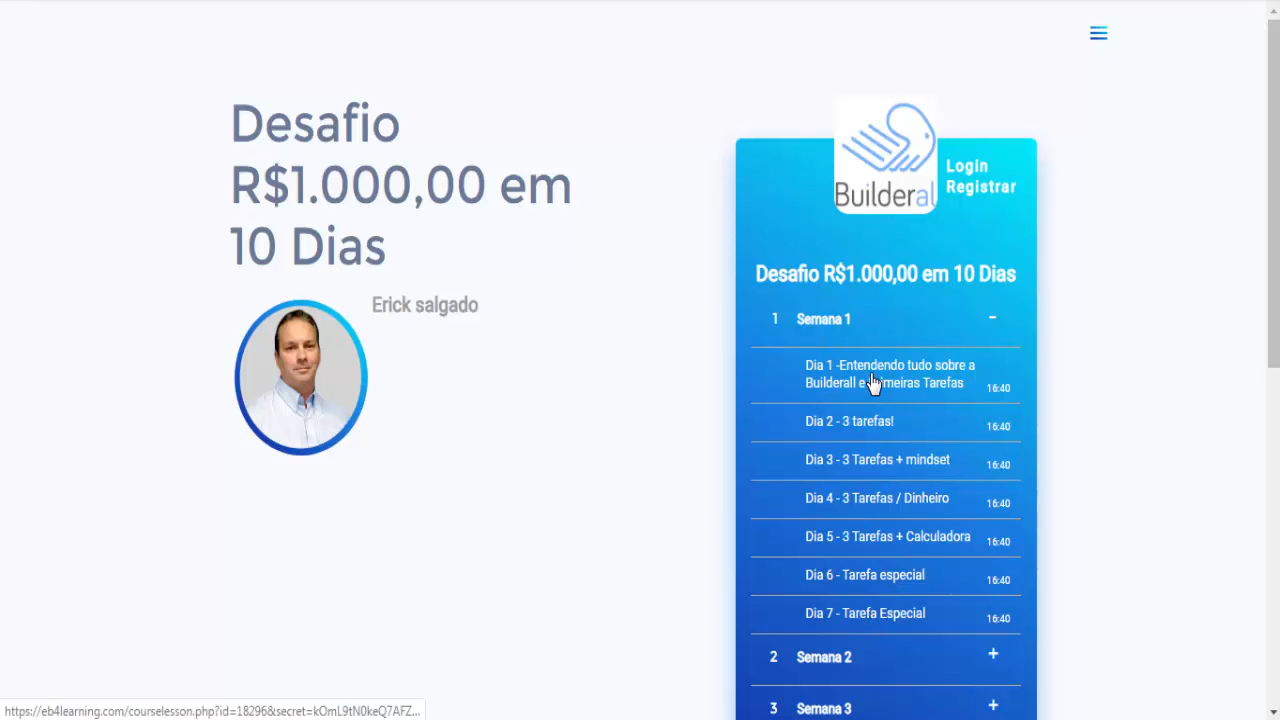 Desafio
R$1.000,00 em
10 Dias
Erick salgado
Builderal
Login
Registrar
Desafio R$1.000,00 em 10 Dias
1 Semana 1 -
Dia 1 -Entendendo tudo sobre a
Builderall e Primeiras Tarefas 16:40
Dia 2 - 3 tarefas! 16:40
Dia 3 - 3 Tarefas + mindset 16:40
Dia 4 - 3 Tarefas / Dinheiro 16:40
Dia 5 - 3 Tarefas + Calculadora 16:40
Dia 6 - Tarefa especial 16:40
Dia 7 - Tarefa Especial 16:40
2 Semana 2 +
3 Semana 3 +
https://eb4learning.com/courselesson.php?id=18296&secret=kOmL9tN0keQ7AFZ...